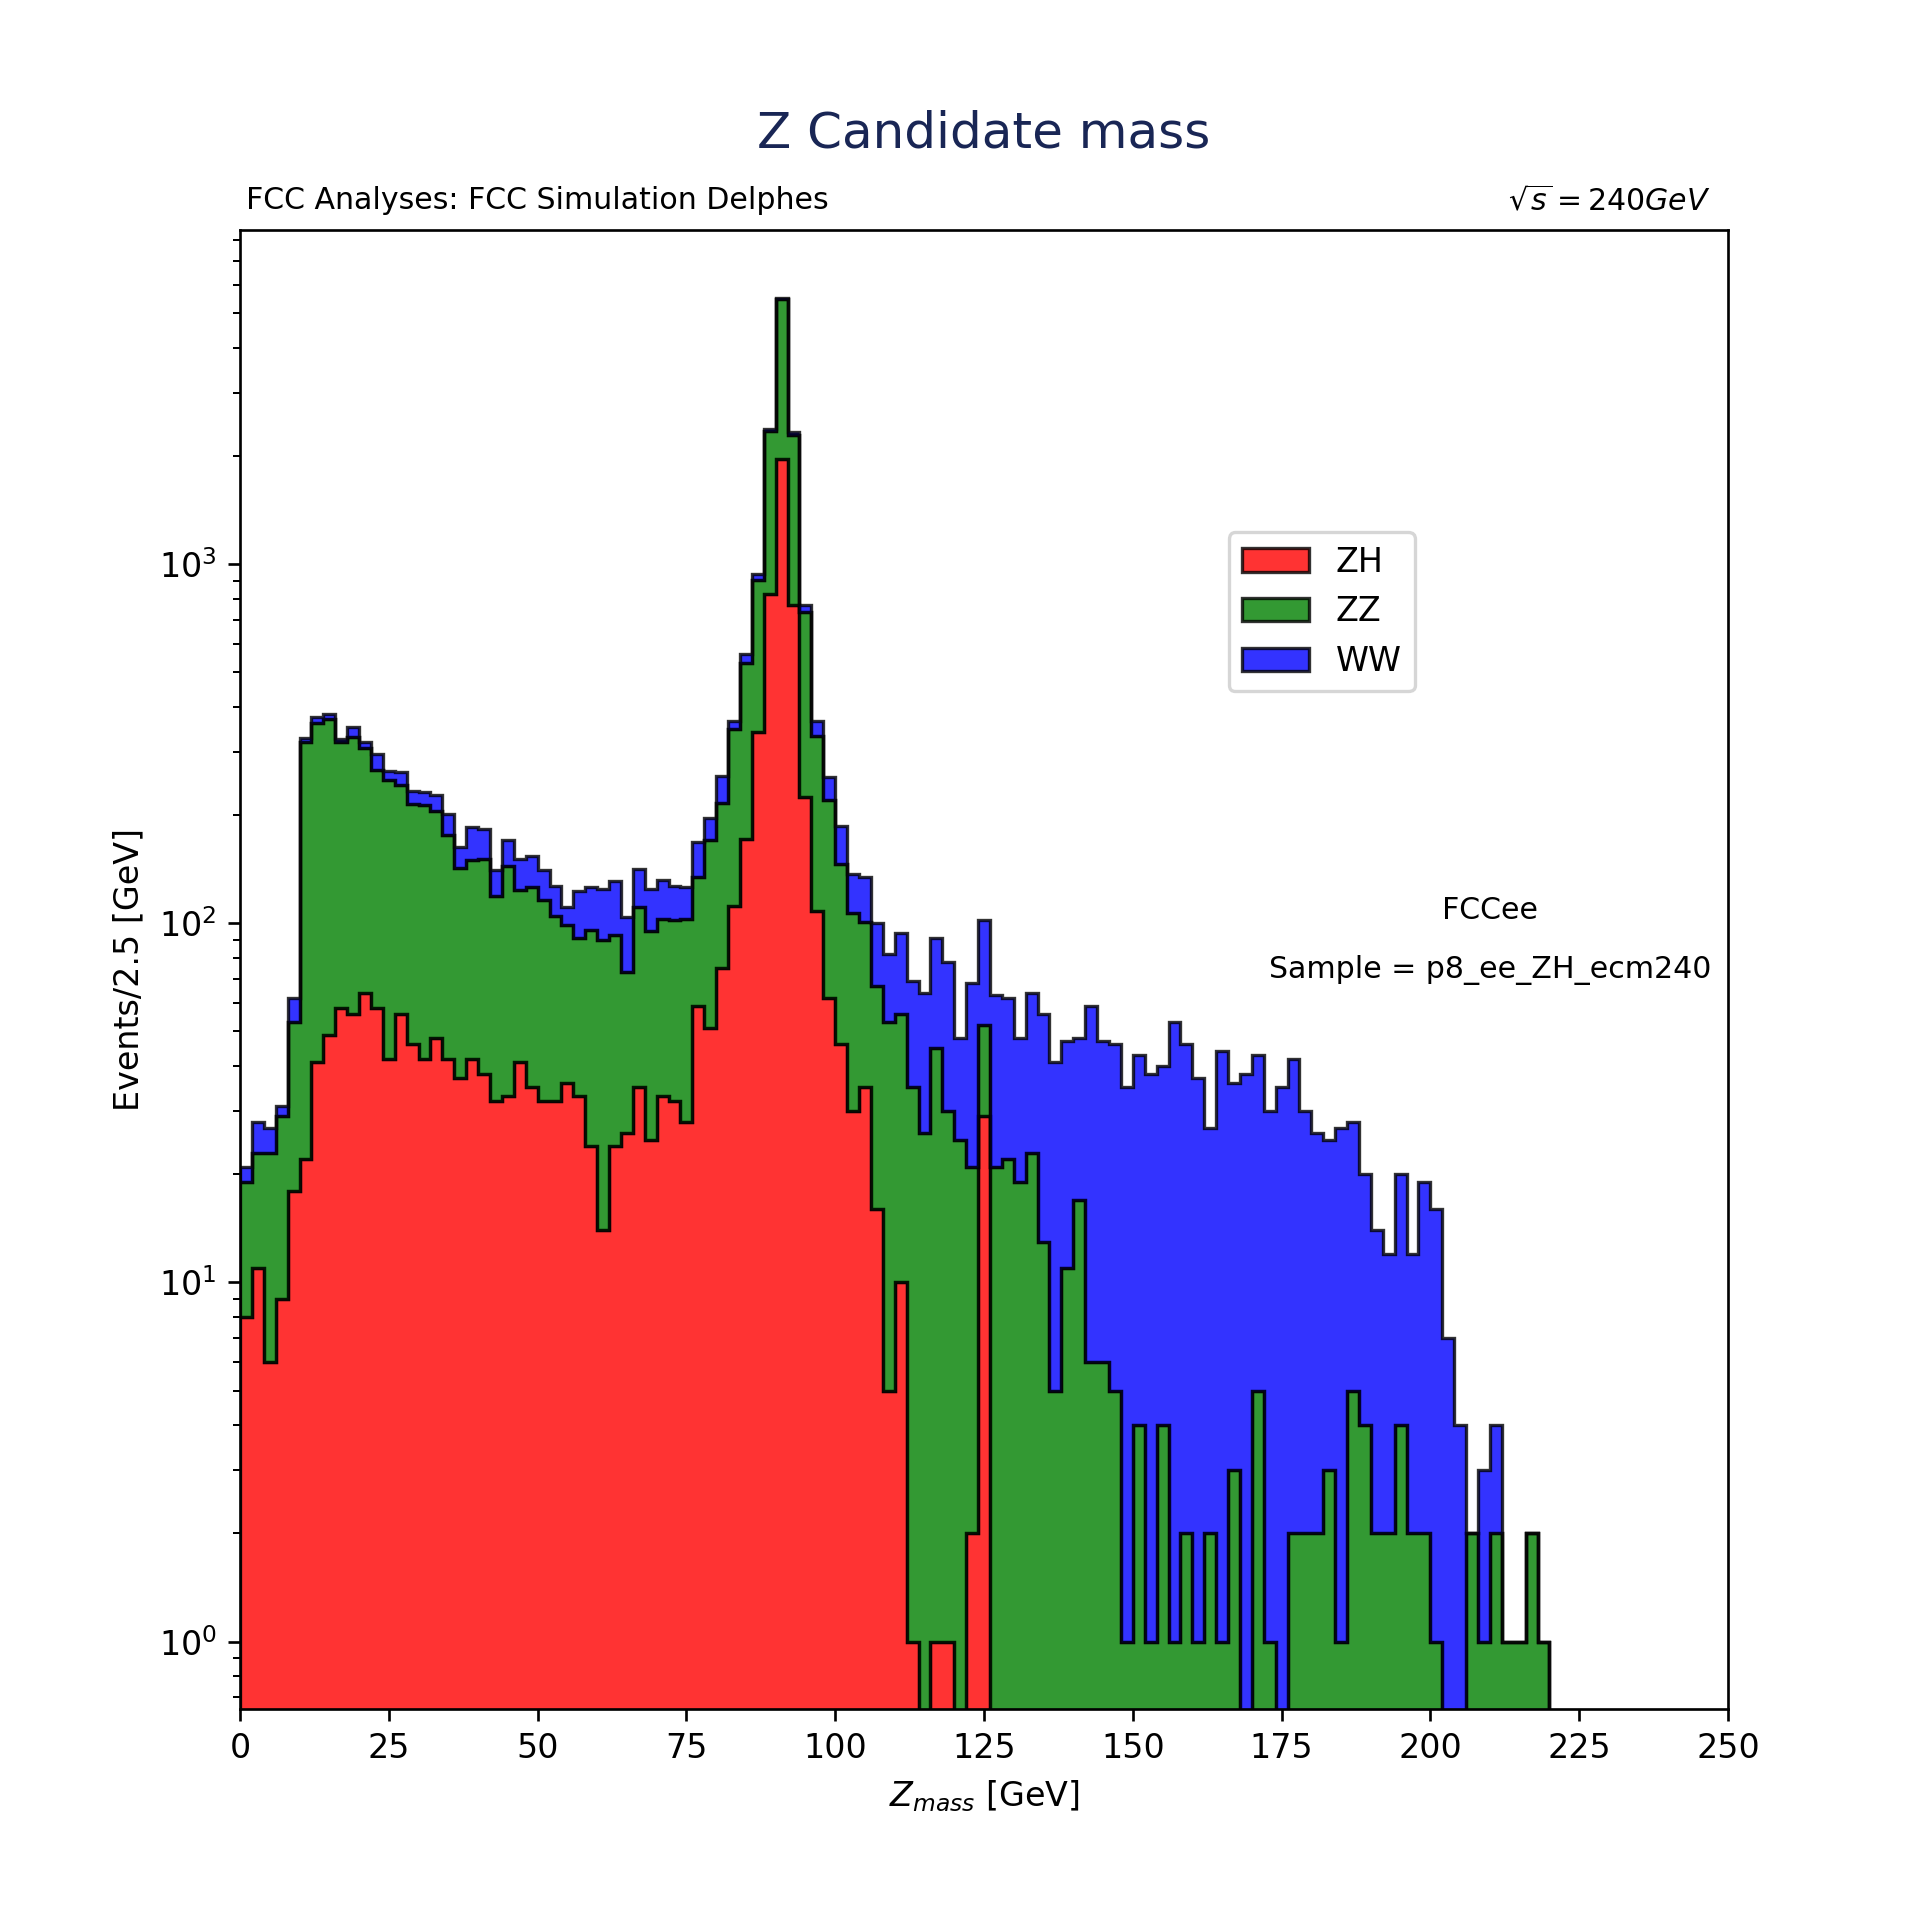 Z Candidate mass
FCC Analyses: FCC Simulation Delphes
√s = 240GeV
10³
10²
10¹
10⁰
Events/2.5 [GeV]
ZH
ZZ
WW
FCCee
Sample = p8_ee_ZH_ecm240
0 25 50 75 100 125 150 175 200 225 250
Z_mass [GeV]